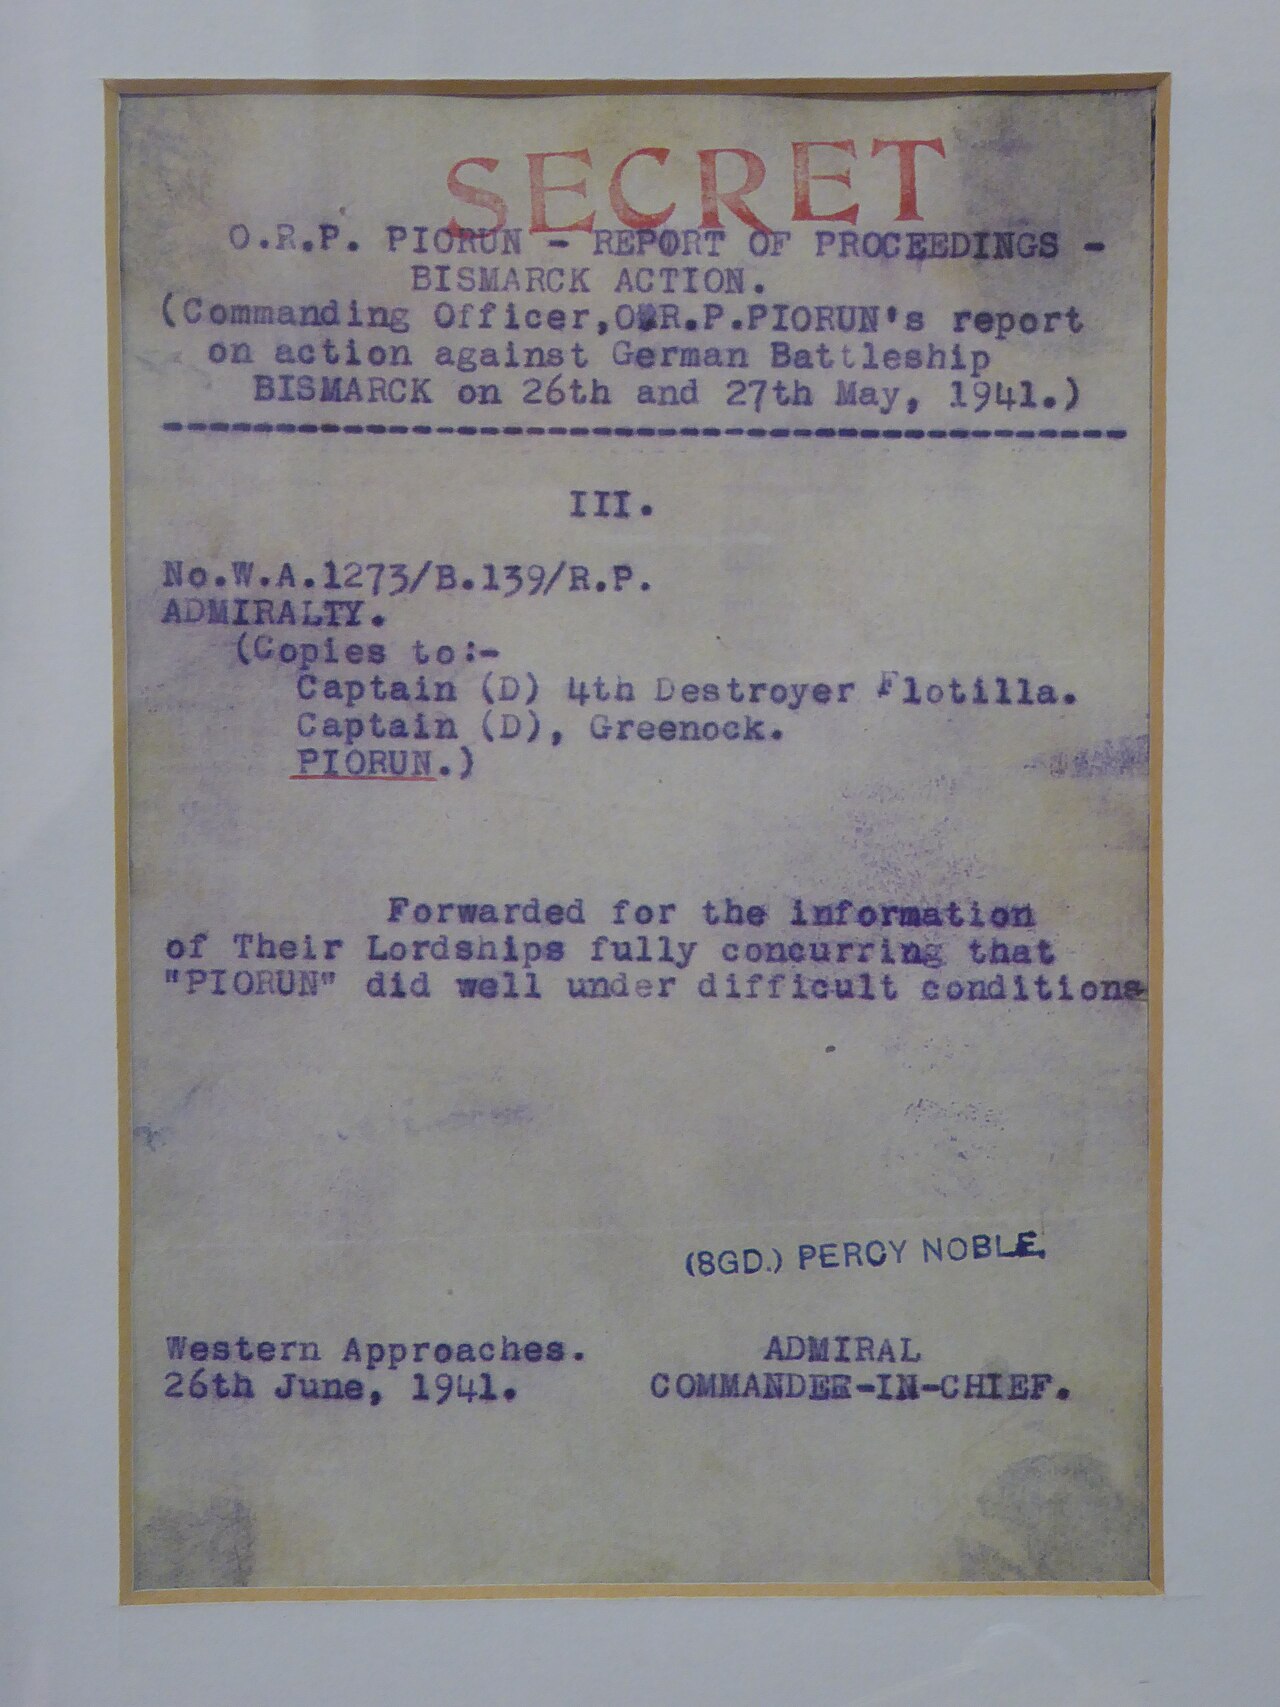 SECRET
O.R.P. PIORUN - REPORT OF PROCEEDINGS -
BISMARCK ACTION.
(Commanding Officer,O.R.P.PIORUN's report
on action against German Battleship
BISMARCK on 26th and 27th May, 1941.)
III.
No.W.A.1273/B.139/R.P.
ADMIRALTY.
(Copies to:-
Captain (D) 4th Destroyer Flotilla.
Captain (D), Greenock.
PIORUN.)
Forwarded for the information
of Their Lordships fully concurring that
"PIORUN" did well under difficult conditions
(SGD.) PERCY NOBLE.
Western Approaches. ADMIRAL
26th June, 1941. COMMANDER-IN-CHIEF.